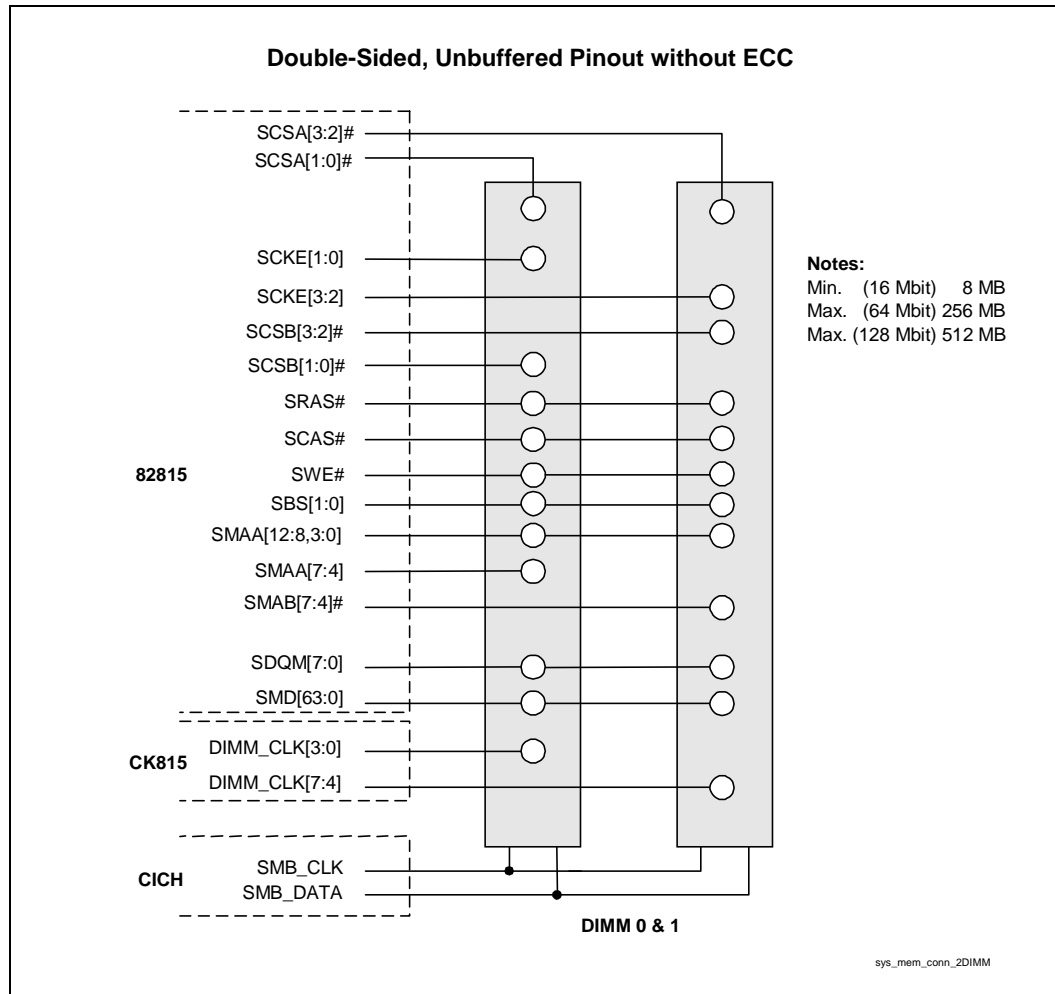 Double-Sided, Unbuffered Pinout without ECC
SCSA[3:2]#
SCSA[1:0]#
SCKE[1:0]
SCKE[3:2]
SCSB[3:2]#
SCSB[1:0]#
SRAS#
SCAS#
82815
SWE#
SBS[1:0]
SMAA[12:8,3:0]
SMAA[7:4]
SMAB[7:4]#
SDQM[7:0]
SMD[63:0]
CK815
DIMM_CLK[3:0]
DIMM_CLK[7:4]
CICH
SMB_CLK
SMB_DATA
Notes:
Min. (16 Mbit) 8 MB
Max. (64 Mbit) 256 MB
Max. (128 Mbit) 512 MB
DIMM 0 & 1
sys_mem_conn_2DIMM